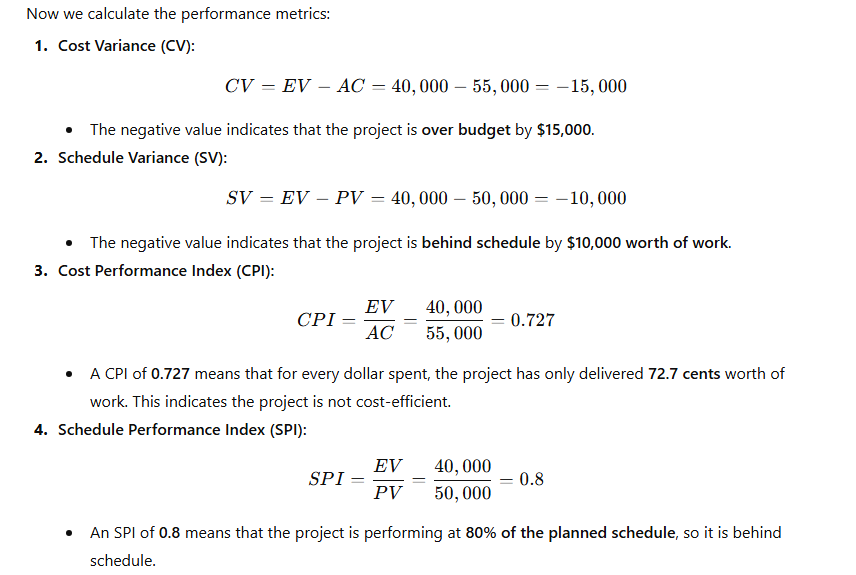 Now we calculate the performance metrics:
1. Cost Variance (CV):
CV = EV − AC = 40,000 − 55,000 = −15,000
• The negative value indicates that the project is over budget by $15,000.
2. Schedule Variance (SV):
SV = EV − PV = 40,000 − 50,000 = −10,000
• The negative value indicates that the project is behind schedule by $10,000 worth of work.
3. Cost Performance Index (CPI):
CPI = EV/AC = 40,000/55,000 = 0.727
• A CPI of 0.727 means that for every dollar spent, the project has only delivered 72.7 cents worth of
work. This indicates the project is not cost-efficient.
4. Schedule Performance Index (SPI):
SPI = EV/PV = 40,000/50,000 = 0.8
• An SPI of 0.8 means that the project is performing at 80% of the planned schedule, so it is behind
schedule.